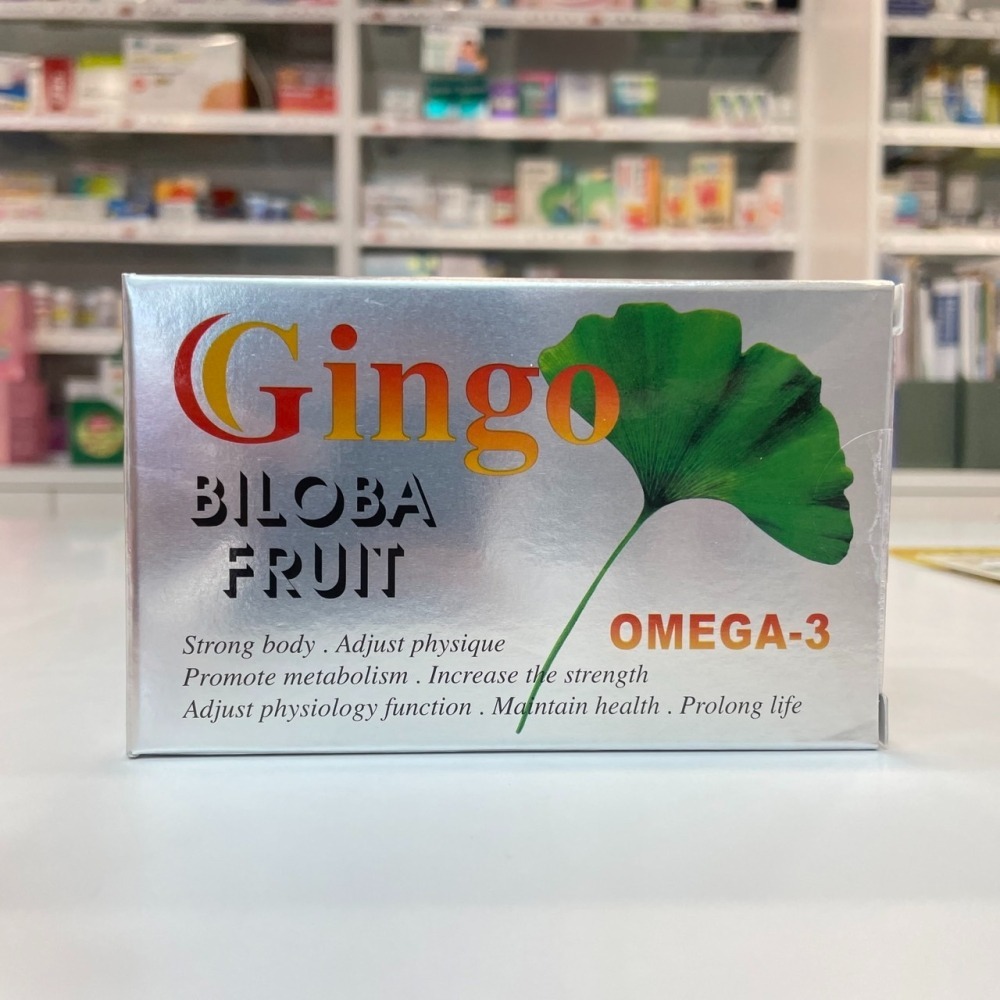 Gingo
BILOBA
FRUIT
OMEGA-3
Strong body . Adjust physique
Promote metabolism . Increase the strength
Adjust physiology function . Maintain health . Prolong life